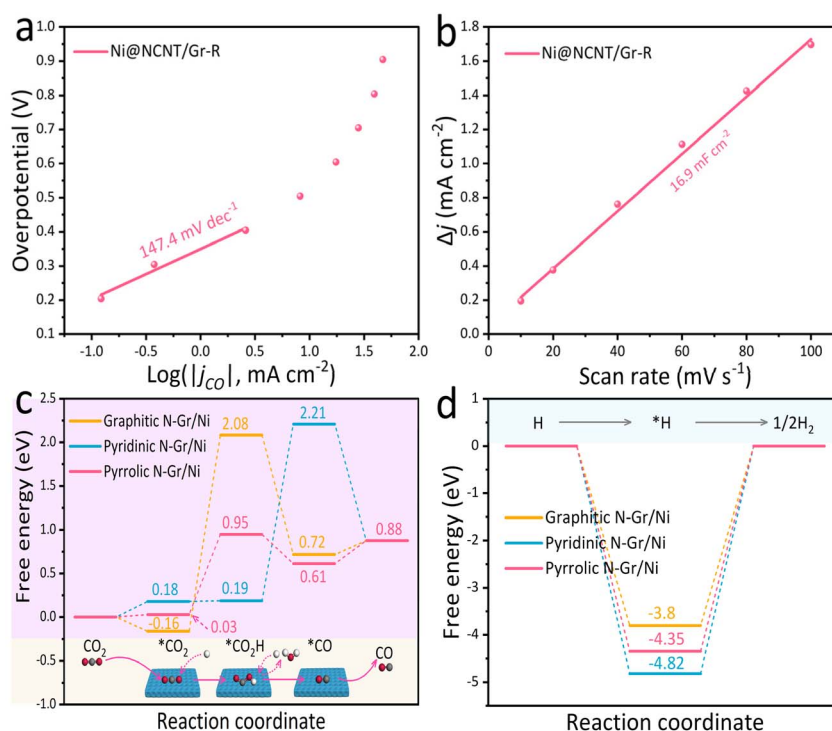 a
Ni@NCNT/Gr-R
147.4 mV dec⁻¹
Overpotential (V)
1.0
0.9
0.8
0.7
0.6
0.5
0.4
0.3
0.2
0.1
-1.0 -0.5 0.0 0.5 1.0 1.5 2.0
Log(|j_CO|, mA cm⁻²)
b
Ni@NCNT/Gr-R
16.9 mF cm⁻²
Δj (mA cm⁻²)
1.8
1.6
1.4
1.2
1.0
0.8
0.6
0.4
0.2
0.0
0 20 40 60 80 100
Scan rate (mV s⁻¹)
c
Graphitic N-Gr/Ni
Pyridinic N-Gr/Ni
Pyrrolic N-Gr/Ni
Free energy (eV)
2.5
2.0
1.5
1.0
0.5
0.0
-0.5
-1.0
2.08
2.21
0.95
0.72
0.88
0.61
0.18
0.19
-0.16
0.03
CO₂ *CO₂ *CO₂H *CO CO
Reaction coordinate
d
H *H 1/2H₂
Graphitic N-Gr/Ni
Pyridinic N-Gr/Ni
Pyrrolic N-Gr/Ni
Free energy (eV)
1
0
-1
-2
-3
-4
-5
-3.8
-4.35
-4.82
Reaction coordinate